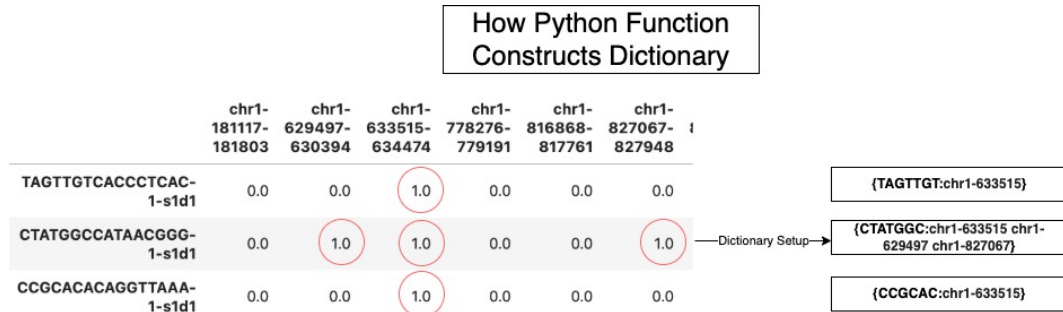 How Python Function
Constructs Dictionary
chr1- chr1- chr1- chr1- chr1- chr1-
181117- 629497- 633515- 778276- 816868- 827067-
181803 630394 634474 779191 817761 827948
TAGTTGTCACCCTCAC-
1-s1d1
0.0 0.0 1.0 0.0 0.0 0.0
{TAGTTGT:chr1-633515}
CTATGGCCATAACGGG-
1-s1d1
0.0 1.0 1.0 0.0 0.0 1.0
Dictionary Setup
{CTATGGC:chr1-633515 chr1-
629497 chr1-827067}
CCGCACACAGGTTAAA-
1-s1d1
0.0 0.0 1.0 0.0 0.0 0.0
{CCGCAC:chr1-633515}